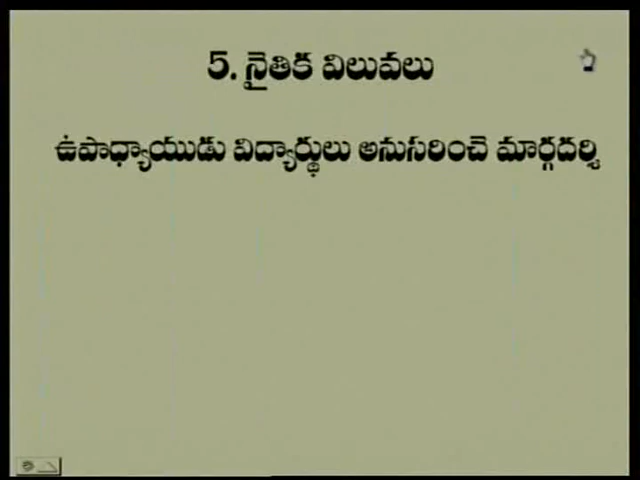 5. నైతిక విలువలు
ఉపాధ్యాయుడు విద్యార్థులు అనుసరించె మార్గదర్శి